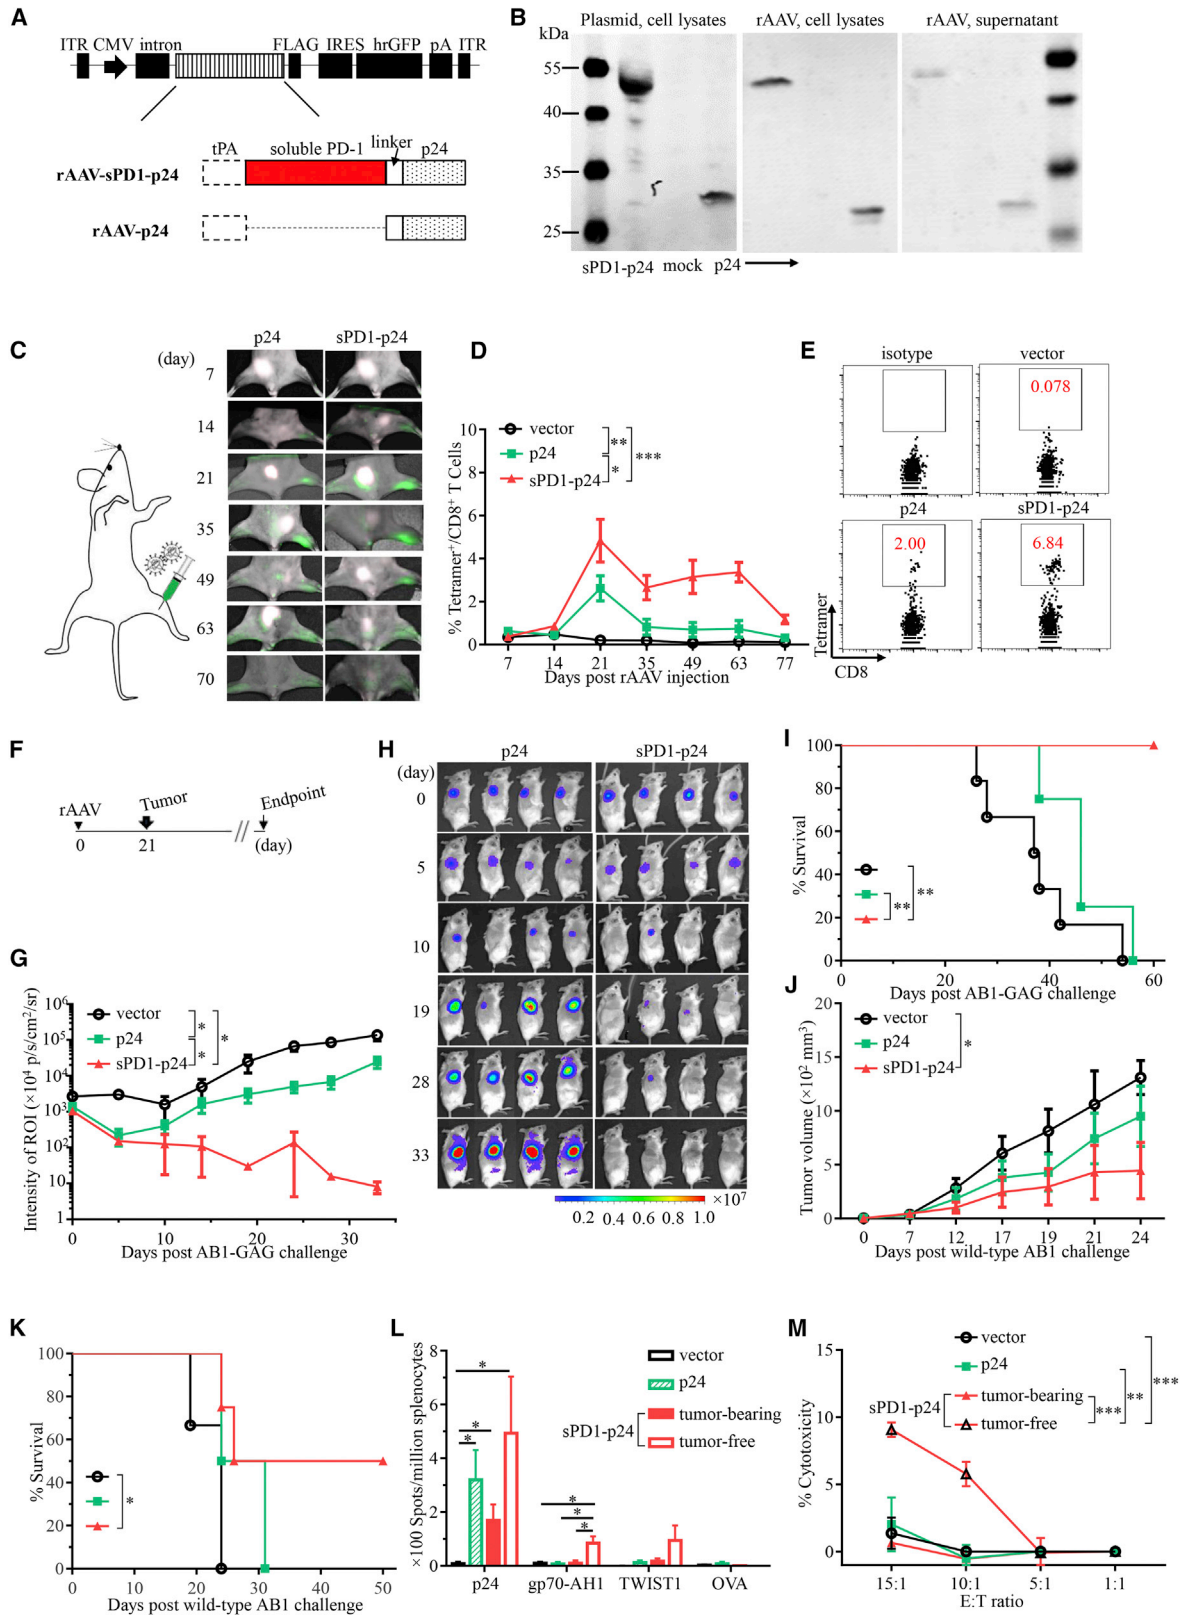 A
ITR CMV intron FLAG IRES hrGFP pA ITR
tPA soluble PD-1 linker p24
rAAV-sPD1-p24
rAAV-p24
B
Plasmid, cell lysates rAAV, cell lysates rAAV, supernatant
kDa
55
40
35
25
sPD1-p24 mock p24
C
p24 sPD1-p24
(day)
7
14
21
35
49
63
70
D
vector
p24
sPD1-p24
**
*
***
% Tetramer+/CD8+ T Cells
10
8
6
4
2
0
7 14 21 35 49 63 77
Days post rAAV injection
E
isotype vector
0.078
p24 sPD1-p24
2.00 6.84
Tetramer
CD8
F
rAAV Tumor Endpoint
0 21 (day)
G
vector
p24
sPD1-p24
*
*
*
Intensity of ROI (×10⁴ p/s/cm²/sr)
10⁶
10⁵
10⁴
10³
10²
10
1
0 10 20 30
Days post AB1-GAG challenge
H
p24 sPD1-p24
(day)
0
5
10
19
28
33
0.2 0.4 0.6 0.8 1.0 ×10⁷
I
% Survival
100
80
60
40
20
0
**
**
0 20 40 60
Days post AB1-GAG challenge
J
vector
p24
sPD1-p24
*
Tumor volume (×10² mm³)
20
15
10
5
0
0 7 12 17 19 21 24
Days post wild-type AB1 challenge
K
% Survival
100
80
60
40
20
0
*
0 10 20 30 40 50
Days post wild-type AB1 challenge
L
×100 Spots/million splenocytes
8
6
4
2
0
vector
p24
sPD1-p24 tumor-bearing
tumor-free
*
*
*
*
*
*
p24 gp70-AH1 TWIST1 OVA
M
vector
p24
sPD1-p24 tumor-bearing
tumor-free
***
**
***
% Cytotoxicity
15
10
5
0
15:1 10:1 5:1 1:1
E:T ratio